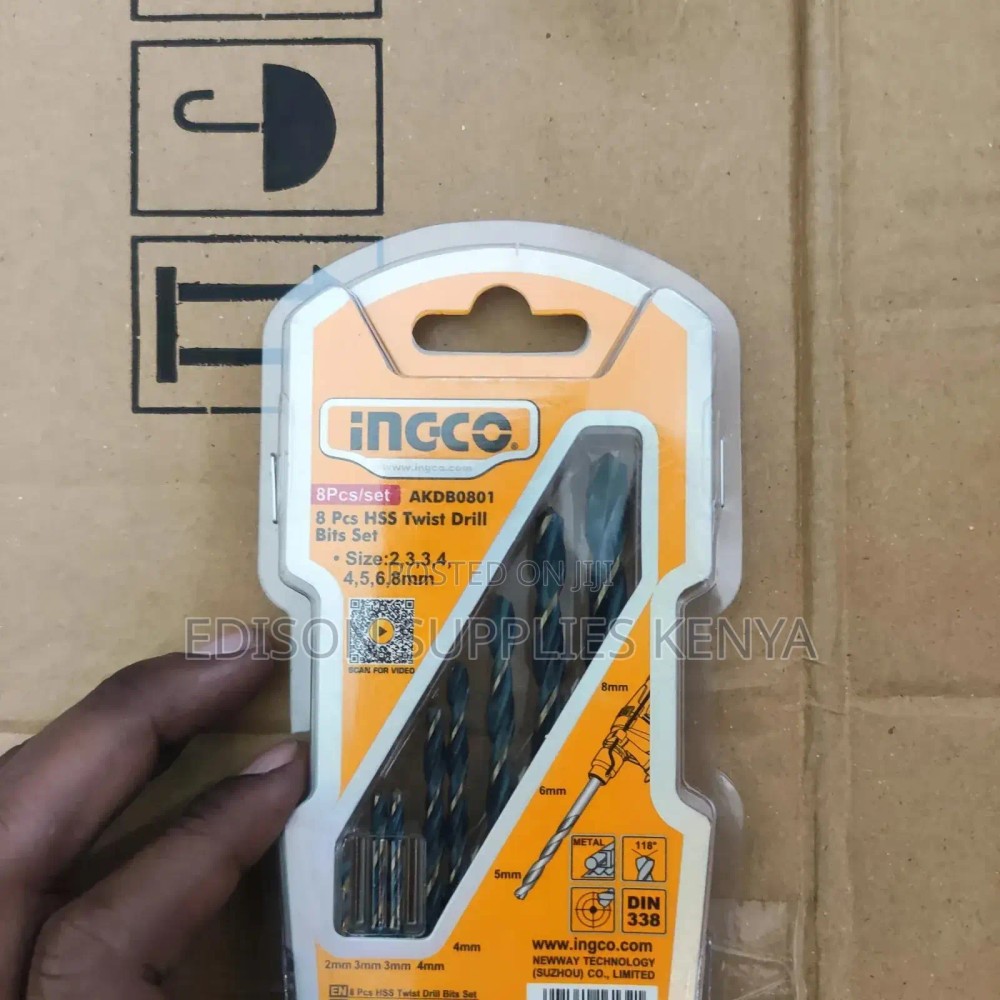 INGCO
www.ingco.com
8Pcs/set AKDB0801
8 Pcs HSS Twist Drill
Bits Set
• Size:2,3,3,4,
4,5,6,8mm
POSTED ON JIJI
EDISON SUPPLIES KENYA
SCAN FOR VIDEO
8mm
6mm
5mm
METAL
118°
DIN
338
4mm
2mm 3mm 3mm 4mm
www.ingco.com
NEWWAY TECHNOLOGY
(SUZHOU) CO., LIMITED
EN 8 Pcs HSS Twist Drill Bits Set